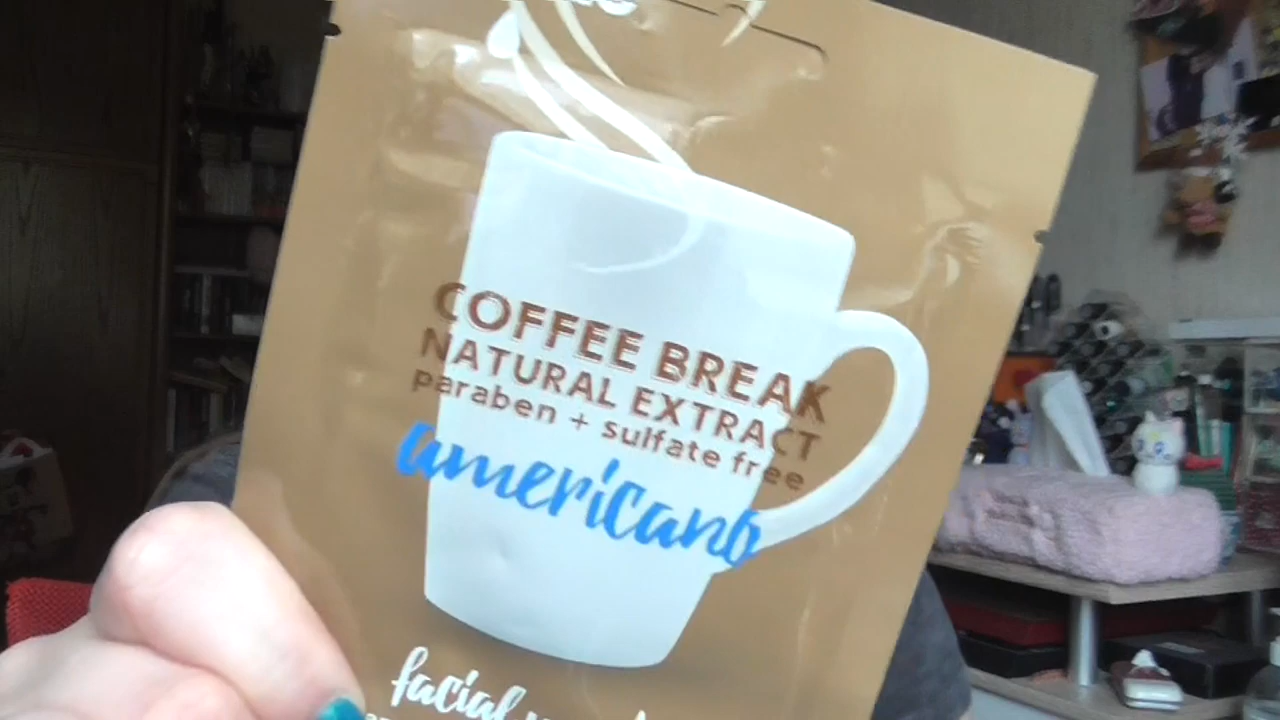 COFFEE BREAK
NATURAL EXTRACT
paraben + sulfate free
americano
facial